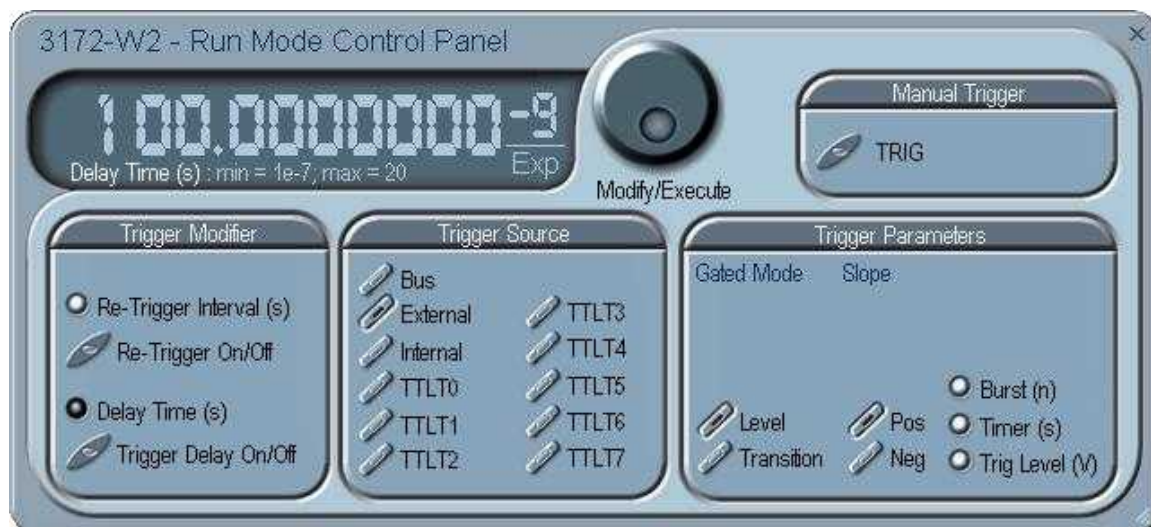 3172-W2 - Run Mode Control Panel
100.0000000 -9
Exp
Delay Time (s) : min = 1e-7; max = 20
Modify/Execute
Manual Trigger
TRIG
Trigger Modifier
Re-Trigger Interval (s)
Re-Trigger On/Off
Delay Time (s)
Trigger Delay On/Off
Trigger Source
Bus
External
Internal
TTLT0
TTLT1
TTLT2
TTLT3
TTLT4
TTLT5
TTLT6
TTLT7
Trigger Parameters
Gated Mode
Level
Transition
Slope
Pos
Neg
Burst (n)
Timer (s)
Trig Level (V)